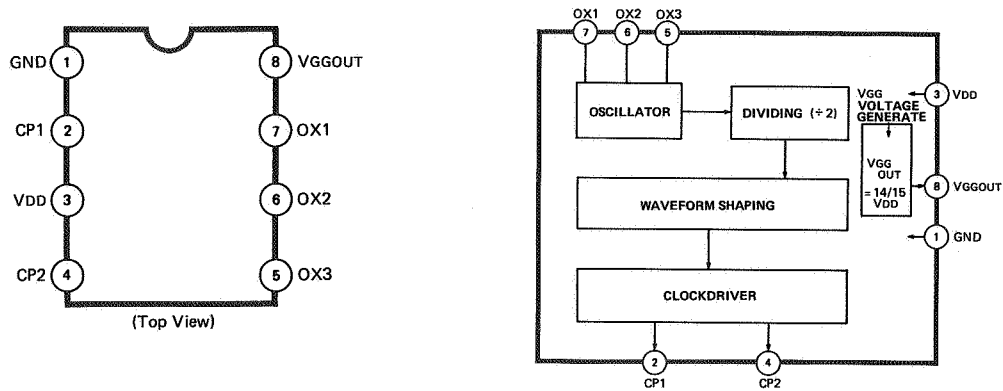 GND 1
8 VGGOUT
CP1 2
7 OX1
VDD 3
6 OX2
CP2 4
5 OX3
(Top View)
OX1 OX2 OX3
7 6 5
OSCILLATOR
DIVIDING (÷2)
VGG
VOLTAGE
GENERATE
3 VDD
VGG
OUT
= 14/15
VDD
8 VGGOUT
WAVEFORM SHAPING
1 GND
CLOCKDRIVER
2 4
CP1 CP2